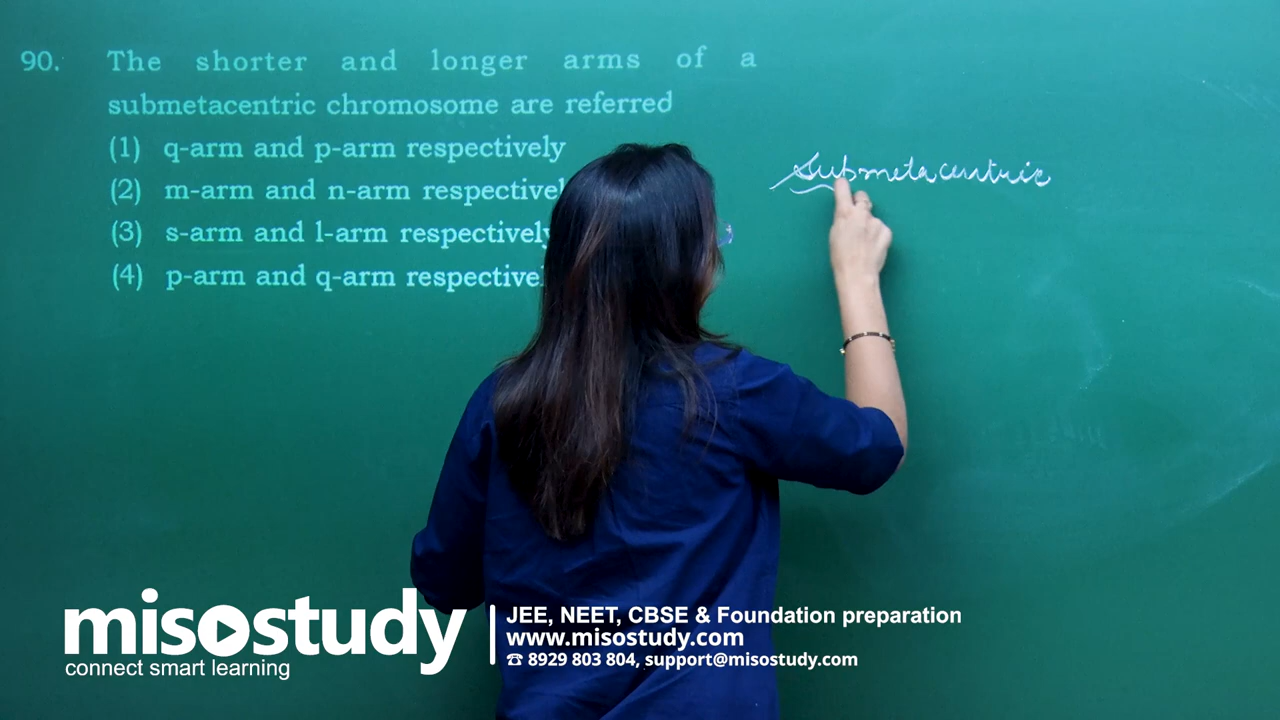 90. The shorter and longer arms of a
submetacentric chromosome are referred
(1) q-arm and p-arm respectively
(2) m-arm and n-arm
(3) s-arm and l-arm respectively
(4) p-arm and q-arm
Submetacentric
misostudy
connect smart learning
JEE, NEET, CBSE & Foundation preparation
www.misostudy.com
☎ 8929 803 804, support@misostudy.com